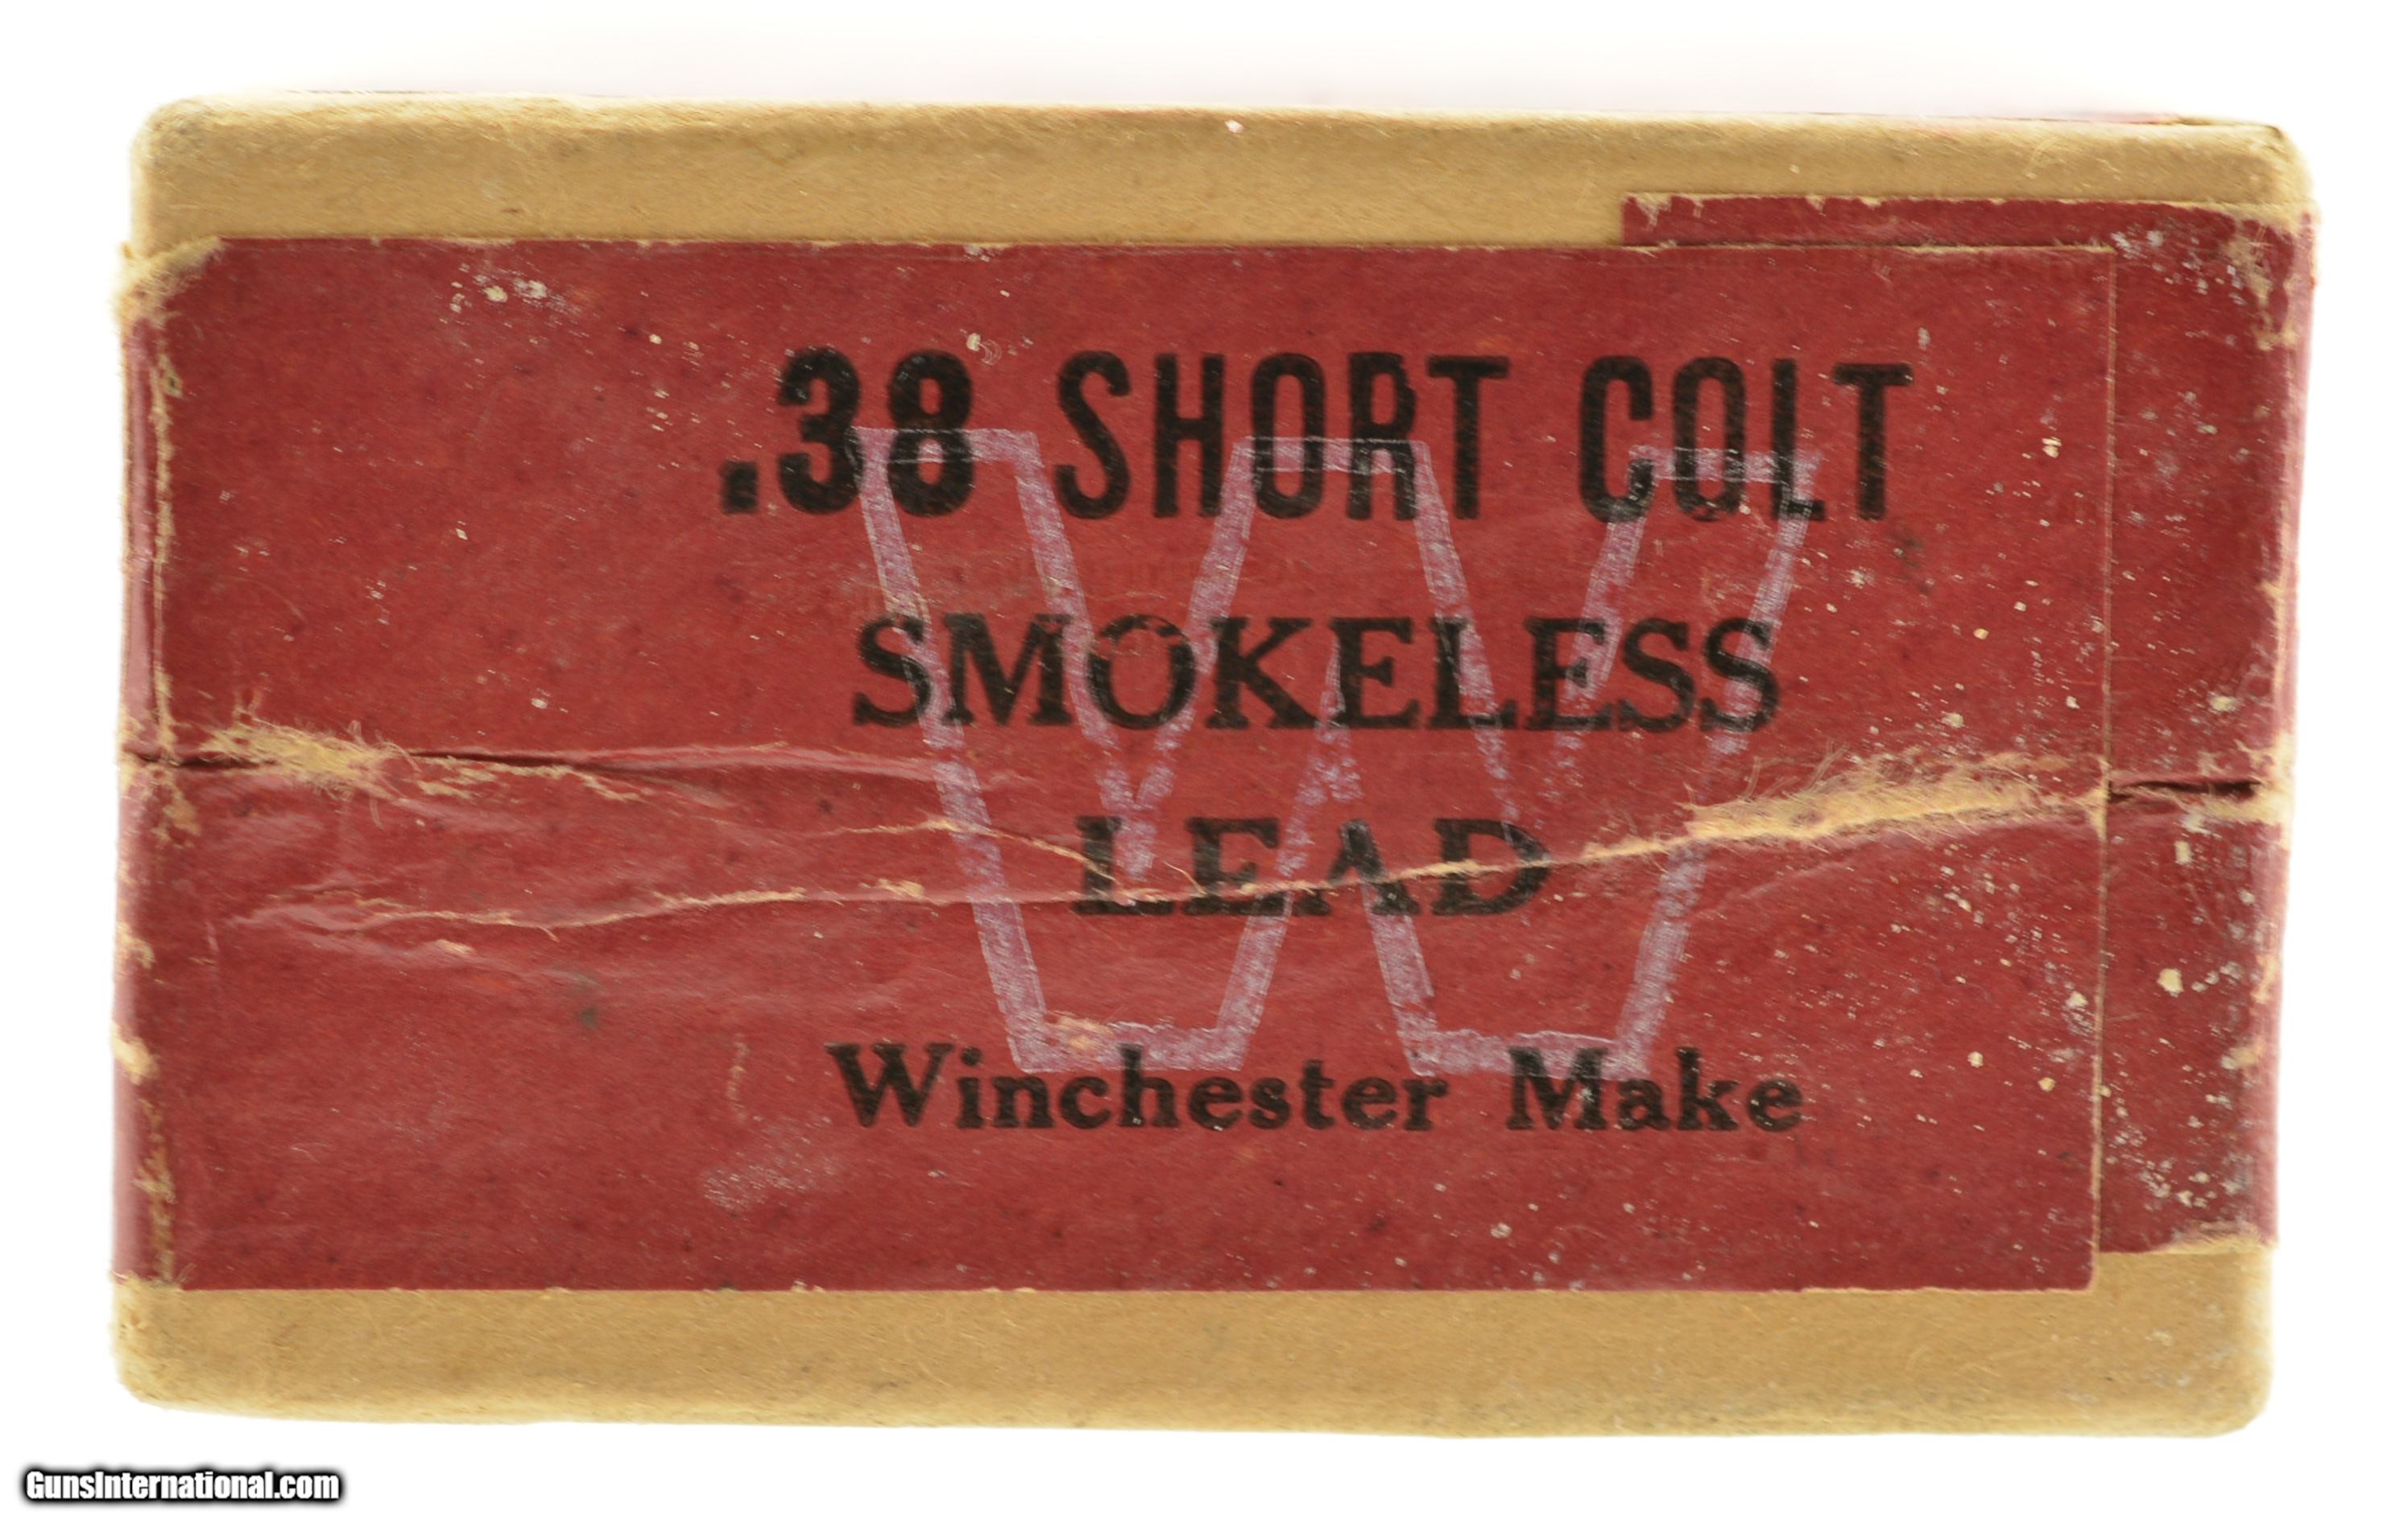 .38 SHORT COLT
W
SMOKELESS
LEAD
Winchester Make
GunsInternational.com